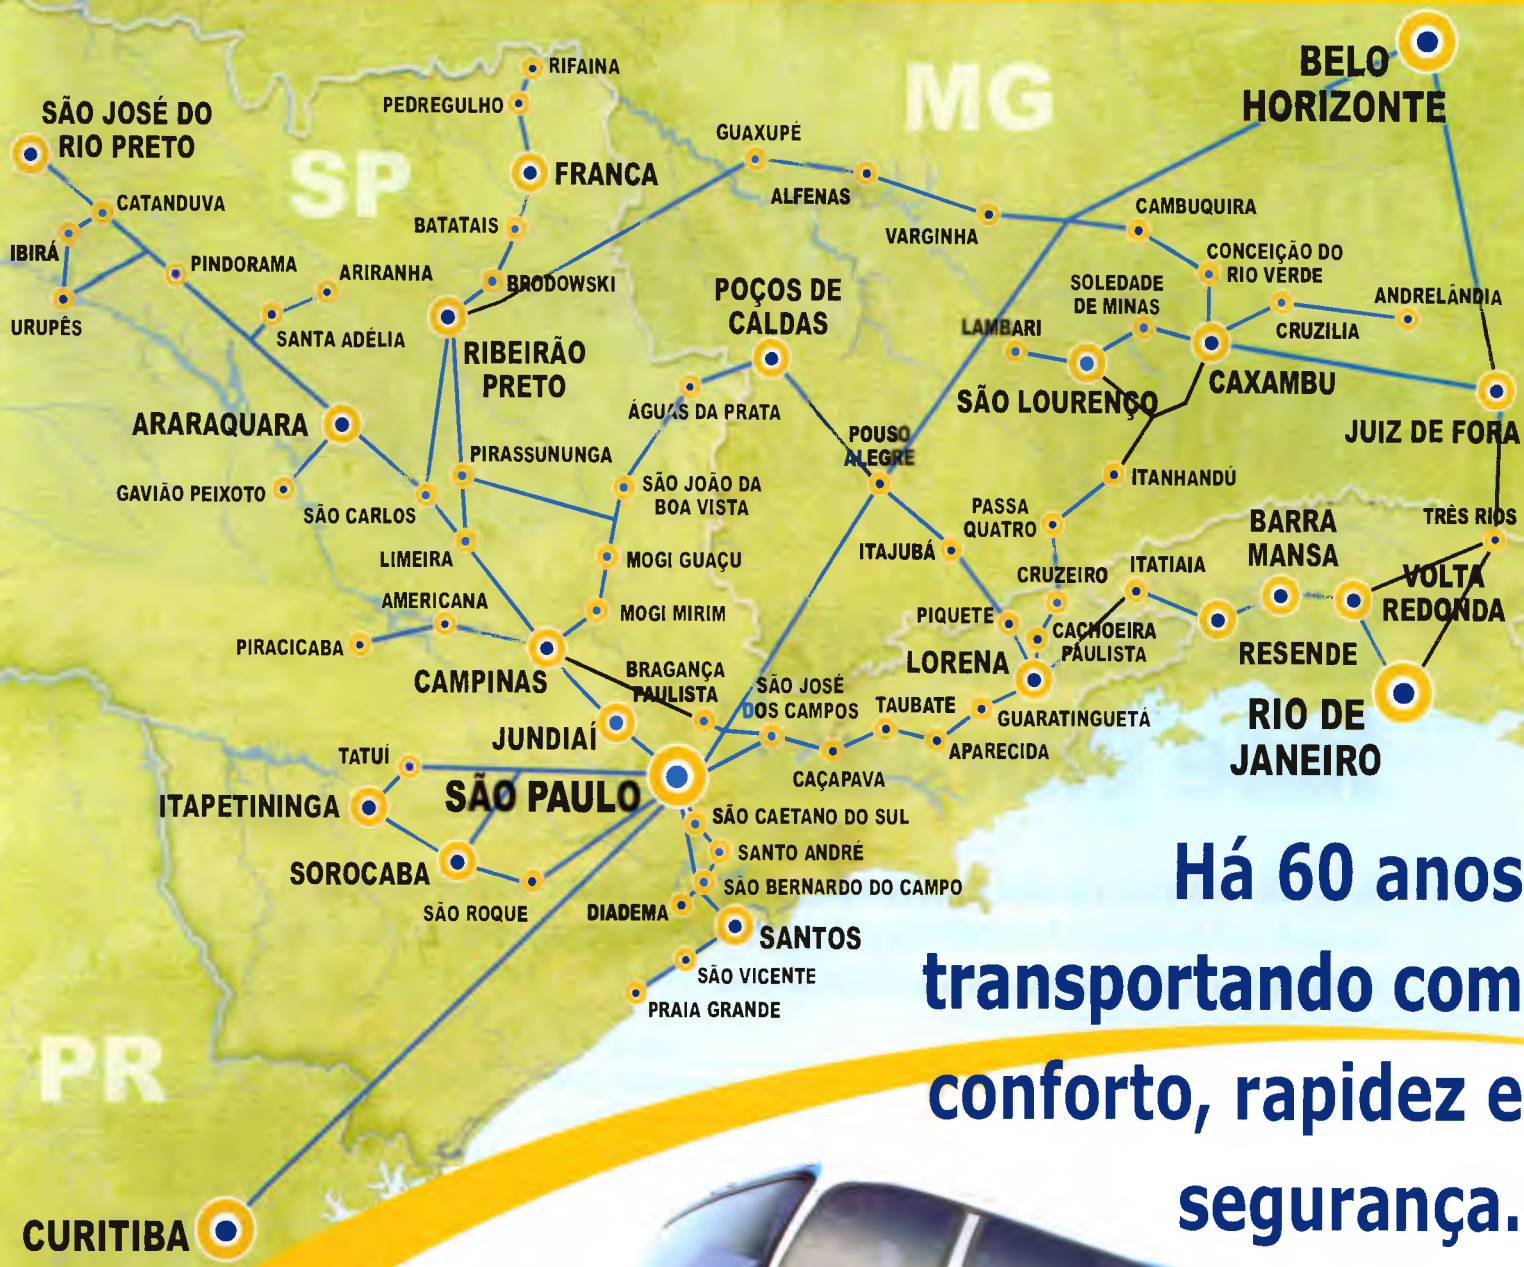 RIFAINA
BELO
HORIZONTE
MG
PEDREGULHO
SÃO JOSÉ DO
RIO PRETO
GUAXUPÉ
SP
FRANCA
ALFENAS
CATANDUVA
BATATAIS
VARGINHA
CAMBUQUIRA
IBIRÁ
PINDORAMA
ARIRANHA
BRODOWSKI
CONCEIÇÃO DO
RIO VERDE
SOLEDADE
DE MINAS
ANDRELÂNDIA
URUPÊS
SANTA ADÉLIA
POÇOS DE
CALDAS
LAMBARI
CRUZILIA
RIBEIRÃO
PRETO
CAXAMBU
SÃO LOURENÇO
ÁGUAS DA PRATA
ARARAQUARA
POUSO
ALEGRE
JUIZ DE FORA
PIRASSUNUNGA
GAVIÃO PEIXOTO
SÃO CARLOS
SÃO JOÃO DA
BOA VISTA
ITANHANDÚ
PASSA
QUATRO
BARRA
MANSA
TRÊS RIOS
LIMEIRA
MOGI GUAÇU
ITAJUBÁ
CRUZEIRO
ITATIAIA
VOLTA
REDONDA
AMERICANA
MOGI MIRIM
PIQUETE
CACHOEIRA
PAULISTA
PIRACICABA
CAMPINAS
BRAGANÇA
PAULISTA
LORENA
RESENDE
SÃO JOSÉ
DOS CAMPOS
TAUBATE
GUARATINGUETÁ
RIO DE
JANEIRO
JUNDIAÍ
APARECIDA
TATUÍ
CAÇAPAVA
ITAPETININGA
SÃO PAULO
SÃO CAETANO DO SUL
SANTO ANDRÉ
SOROCABA
SÃO BERNARDO DO CAMPO
SÃO ROQUE
DIADEMA
SANTOS
SÃO VICENTE
PRAIA GRANDE
PR
CURITIBA
Há 60 anos
transportando com
conforto, rapidez e
segurança.